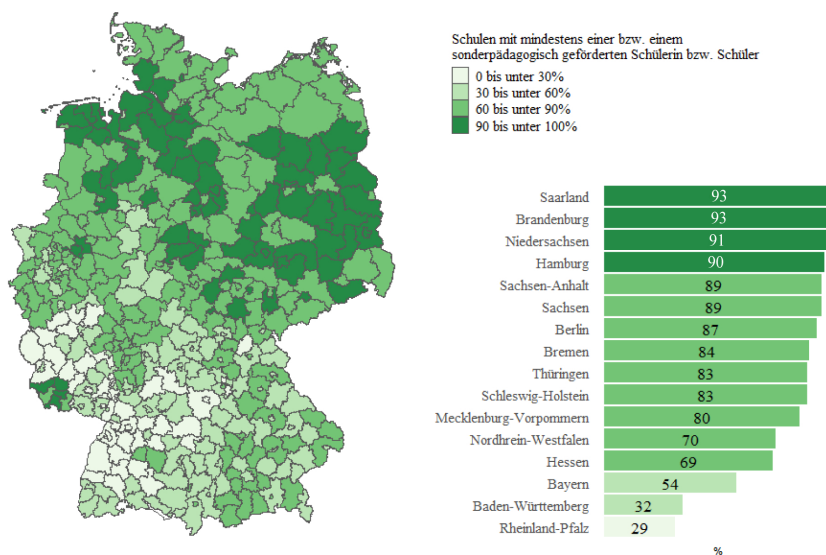 Schulen mit mindestens einer bzw. einem
sonderpädagogisch geförderten Schülerin bzw. Schüler
0 bis unter 30%
30 bis unter 60%
60 bis unter 90%
90 bis unter 100%
Saarland 93
Brandenburg 93
Niedersachsen 91
Hamburg 90
Sachsen-Anhalt 89
Sachsen 89
Berlin 87
Bremen 84
Thüringen 83
Schleswig-Holstein 83
Mecklenburg-Vorpommern 80
Nordrhein-Westfalen 70
Hessen 69
Bayern 54
Baden-Württemberg 32
Rheinland-Pfalz 29
%